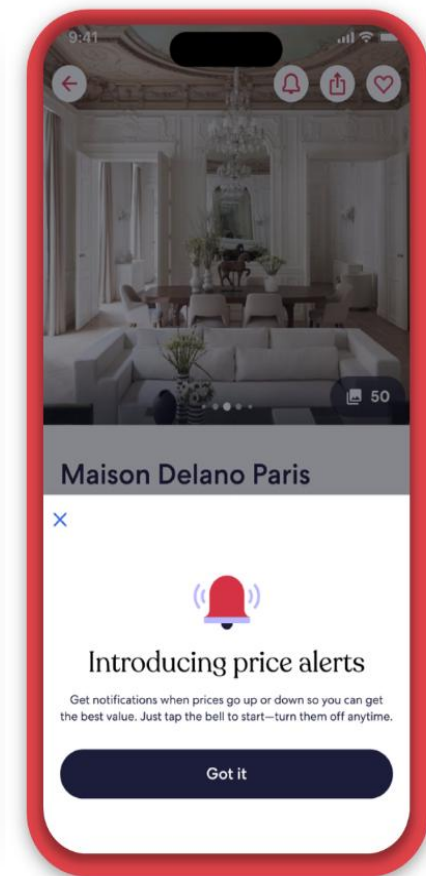 9:41
50
Maison Delano Paris
Introducing price alerts
Get notifications when prices go up or down so you can get
the best value. Just tap the bell to start—turn them off anytime.
Got it